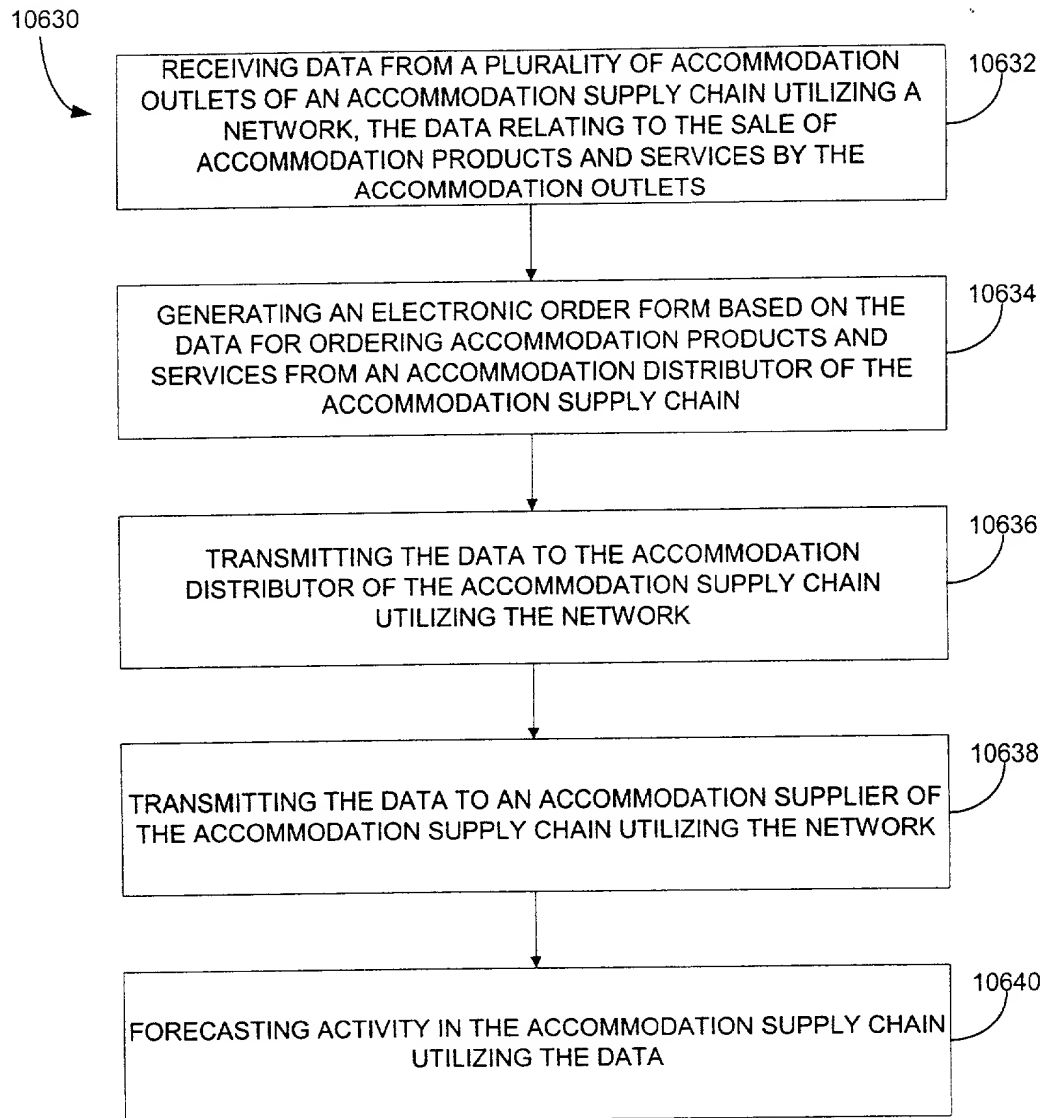 10630
RECEIVING DATA FROM A PLURALITY OF ACCOMMODATION
OUTLETS OF AN ACCOMMODATION SUPPLY CHAIN UTILIZING A
NETWORK, THE DATA RELATING TO THE SALE OF
ACCOMMODATION PRODUCTS AND SERVICES BY THE
ACCOMMODATION OUTLETS
10632
GENERATING AN ELECTRONIC ORDER FORM BASED ON THE
DATA FOR ORDERING ACCOMMODATION PRODUCTS AND
SERVICES FROM AN ACCOMMODATION DISTRIBUTOR OF THE
ACCOMMODATION SUPPLY CHAIN
10634
TRANSMITTING THE DATA TO THE ACCOMMODATION
DISTRIBUTOR OF THE ACCOMMODATION SUPPLY CHAIN
UTILIZING THE NETWORK
10636
TRANSMITTING THE DATA TO AN ACCOMMODATION SUPPLIER OF
THE ACCOMMODATION SUPPLY CHAIN UTILIZING THE NETWORK
10638
FORECASTING ACTIVITY IN THE ACCOMMODATION SUPPLY CHAIN
UTILIZING THE DATA
10640